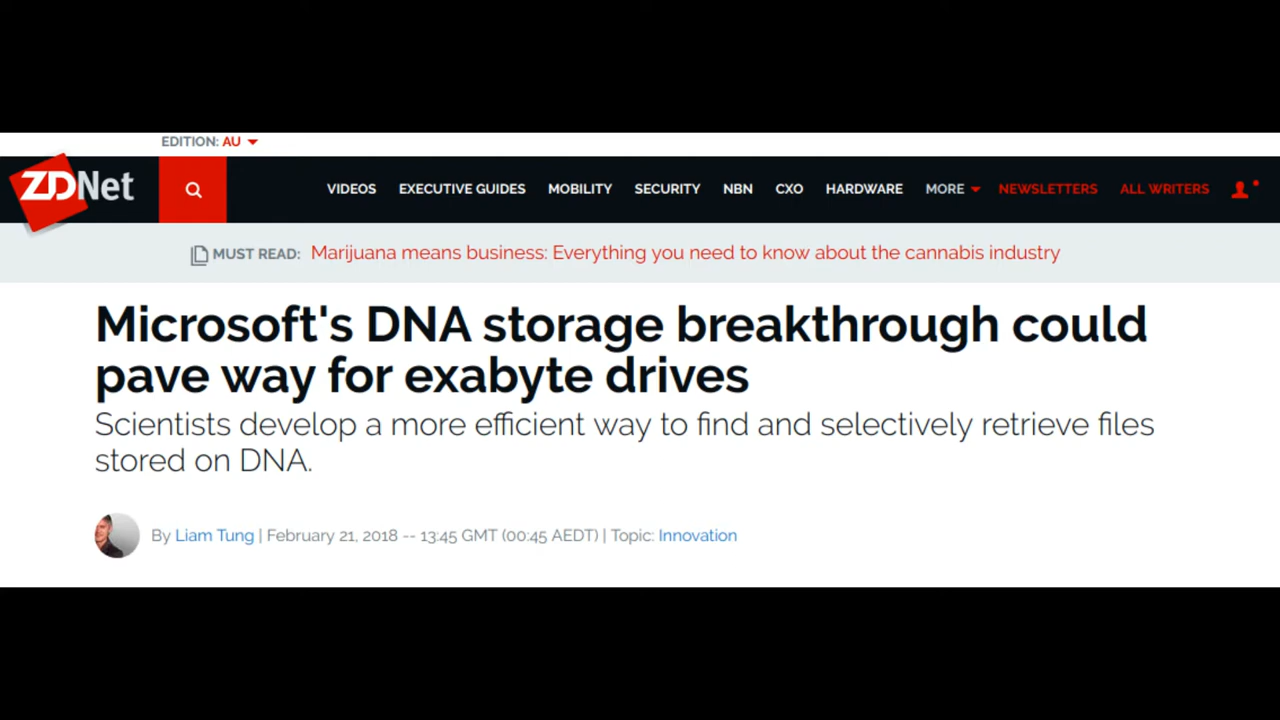 EDITION: AU
ZDNet
VIDEOS EXECUTIVE GUIDES MOBILITY SECURITY NBN CXO HARDWARE MORE NEWSLETTERS ALL WRITERS
MUST READ: Marijuana means business: Everything you need to know about the cannabis industry
Microsoft's DNA storage breakthrough could
pave way for exabyte drives
Scientists develop a more efficient way to find and selectively retrieve files
stored on DNA.
By Liam Tung | February 21, 2018 -- 13:45 GMT (00:45 AEDT) | Topic: Innovation